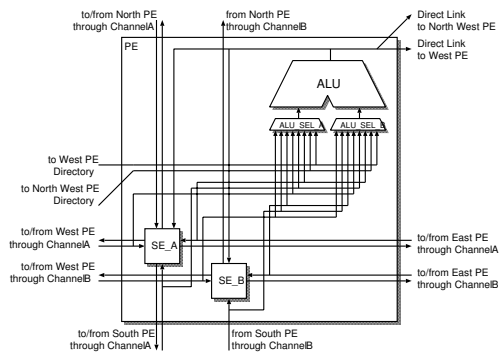 to/from North PE
through ChannelA
from North PE
through ChannelB
Direct Link
to North West PE
Direct Link
to West PE
PE
ALU
ALU_SEL_A
ALU_SEL_B
to West PE
Directory
to North West PE
Directory
to/from West PE
through ChannelA
SE_A
to/from East PE
through ChannelA
to/from West PE
through ChannelB
SE_B
to/from East PE
through ChannelB
to/from South PE
through ChannelA
from South PE
through ChannelB